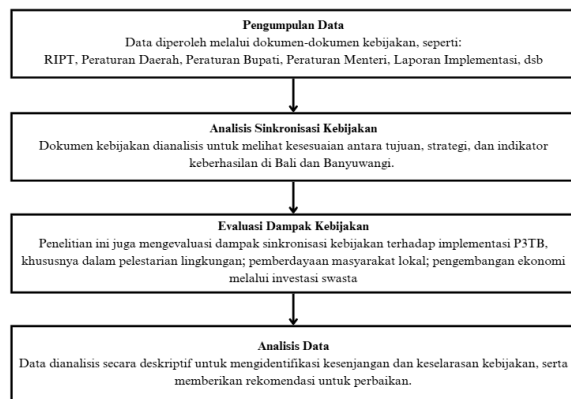 Pengumpulan Data
Data diperoleh melalui dokumen-dokumen kebijakan, seperti:
RIPT, Peraturan Daerah, Peraturan Bupati, Peraturan Menteri, Laporan Implementasi, dsb
Analisis Sinkronisasi Kebijakan
Dokumen kebijakan dianalisis untuk melihat kesesuaian antara tujuan, strategi, dan indikator
keberhasilan di Bali dan Banyuwangi.
Evaluasi Dampak Kebijakan
Penelitian ini juga mengevaluasi dampak sinkronisasi kebijakan terhadap implementasi P3TB,
khususnya dalam pelestarian lingkungan; pemberdayaan masyarakat lokal; pengembangan ekonomi
melalui investasi swasta
Analisis Data
Data dianalisis secara deskriptif untuk mengidentifikasi kesenjangan dan keselarasan kebijakan, serta
memberikan rekomendasi untuk perbaikan.